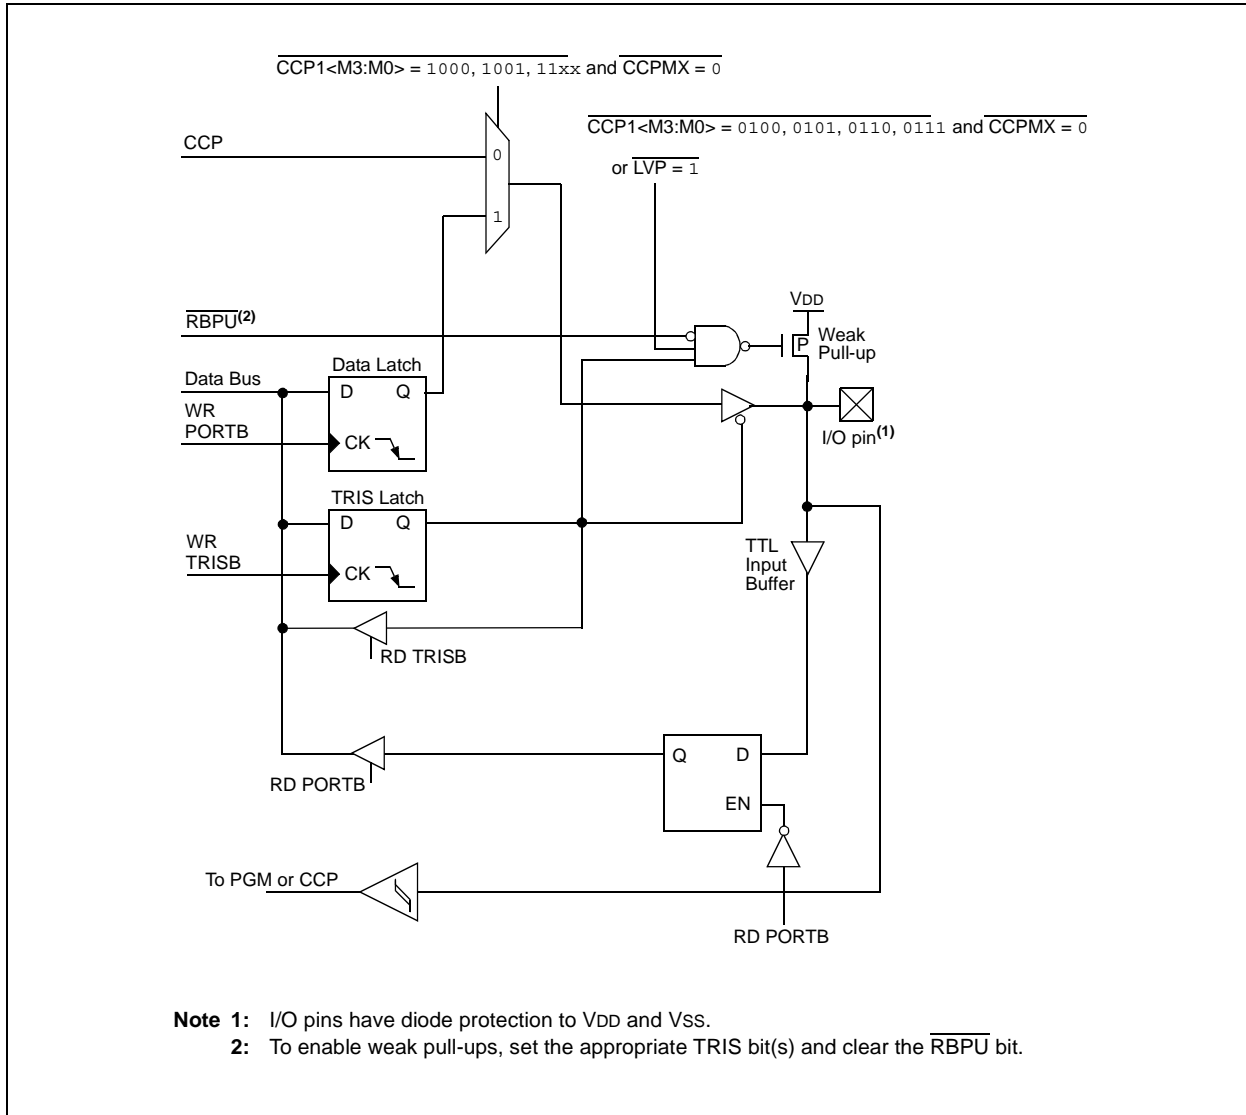 CCP1<M3:M0> = 1000, 1001, 11xx and CCPMX = 0
CCP1<M3:M0> = 0100, 0101, 0110, 0111 and CCPMX = 0
or LVP = 1
CCP
0
1
RBPU(2)
VDD
P
Weak
Pull-up
Data Bus
WR
PORTB
Data Latch
D Q
CK
I/O pin(1)
TRIS Latch
D Q
CK
WR
TRISB
TTL
Input
Buffer
RD TRISB
Q D
EN
RD PORTB
To PGM or CCP
RD PORTB
Note 1: I/O pins have diode protection to VDD and VSS.
2: To enable weak pull-ups, set the appropriate TRIS bit(s) and clear the RBPU bit.